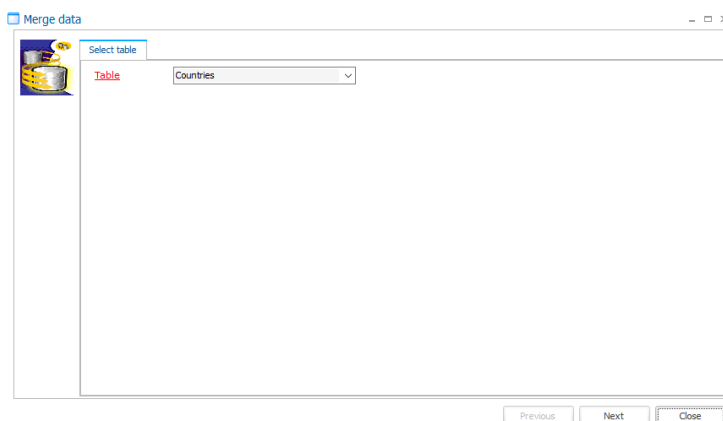 Merge data
Select table
Table
Countries
Previous
Next
Close